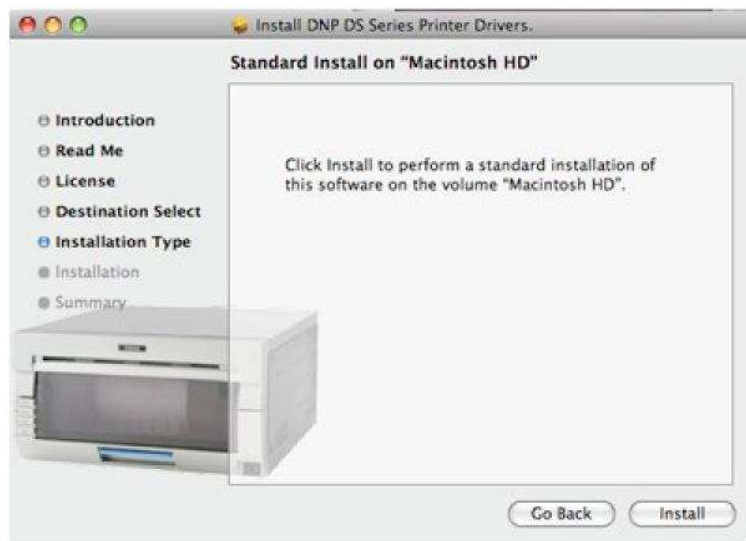 Install DNP DS Series Printer Drivers.
Standard Install on "Macintosh HD"
Introduction
Read Me
License
Destination Select
Installation Type
Installation
Summary
Click Install to perform a standard installation of
this software on the volume "Macintosh HD".
Go Back
Install